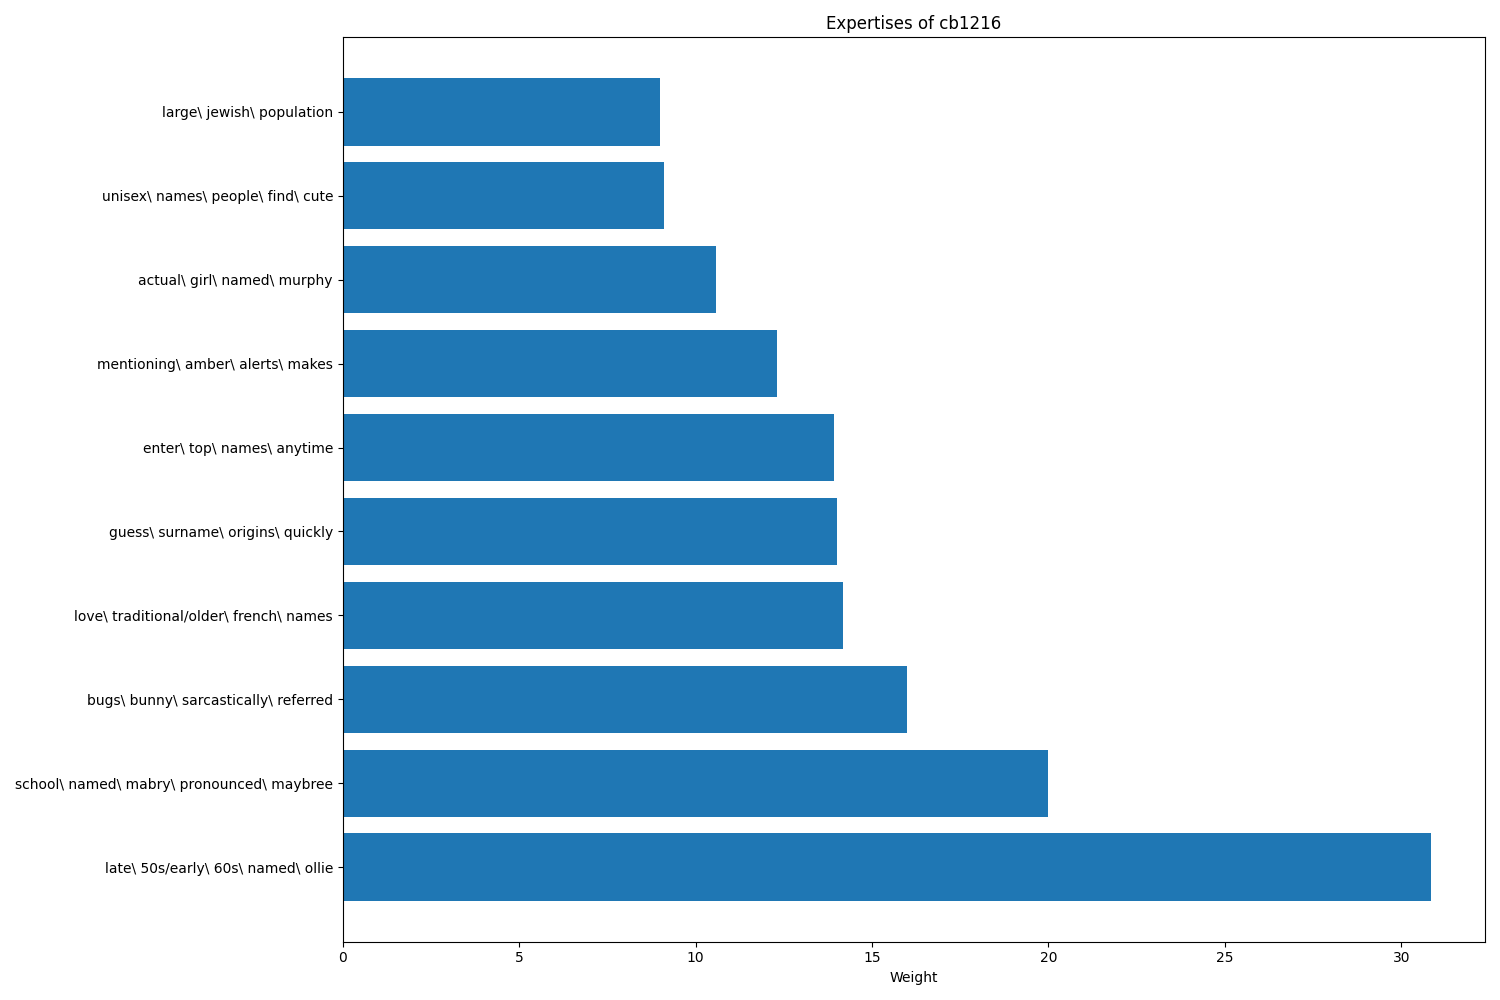 Expertises of cb1216
large\ jewish\ population
unisex\ names\ people\ find\ cute
actual\ girl\ named\ murphy
mentioning\ amber\ alerts\ makes
enter\ top\ names\ anytime
guess\ surname\ origins\ quickly
love\ traditional/older\ french\ names
bugs\ bunny\ sarcastically\ referred
school\ named\ mabry\ pronounced\ maybree
late\ 50s/early\ 60s\ named\ ollie
0 5 10 15 20 25 30
Weight